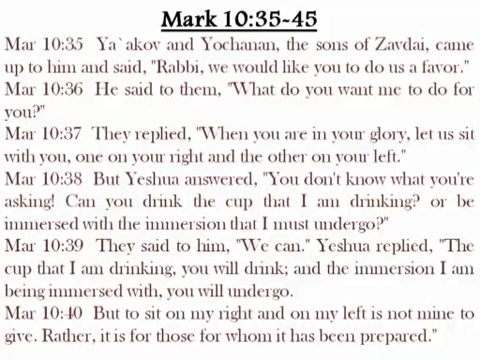 Mark 10:35-45
Mar 10:35 Ya`akov and Yochanan, the sons of Zavdai, came
up to him and said, "Rabbi, we would like you to do us a favor."
Mar 10:36 He said to them, "What do you want me to do for
you?"
Mar 10:37 They replied, "When you are in your glory, let us sit
with you, one on your right and the other on your left."
Mar 10:38 But Yeshua answered, "You don't know what you're
asking! Can you drink the cup that I am drinking? or be
immersed with the immersion that I must undergo?"
Mar 10:39 They said to him, "We can." Yeshua replied, "The
cup that I am drinking, you will drink; and the immersion I am
being immersed with, you will undergo.
Mar 10:40 But to sit on my right and on my left is not mine to
give. Rather, it is for those for whom it has been prepared."